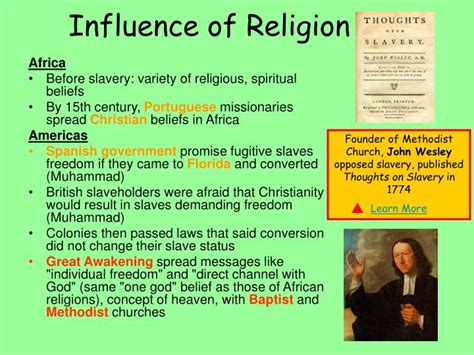 Influence of Religion
Africa
• Before slavery: variety of religious, spiritual
beliefs
• By 15th century, Portuguese missionaries
spread Christian beliefs in Africa
Americas
• Spanish government promise fugitive slaves
freedom if they came to Florida and converted
(Muhammad)
• British slaveholders were afraid that Christianity
would result in slaves demanding freedom
(Muhammad)
• Colonies then passed laws that said conversion
did not change their slave status
• Great Awakening spread messages like
"individual freedom" and "direct channel with
God" (same "one god" belief as those of African
religions), concept of heaven, with Baptist and
Methodist churches
THOUGHTS
UPON
SLAVERY.
JOHN WESLEY, A.M.
LONDON, Printed:
Founder of Methodist
Church, John Wesley
opposed slavery, published
Thoughts on Slavery in
1774
Learn More